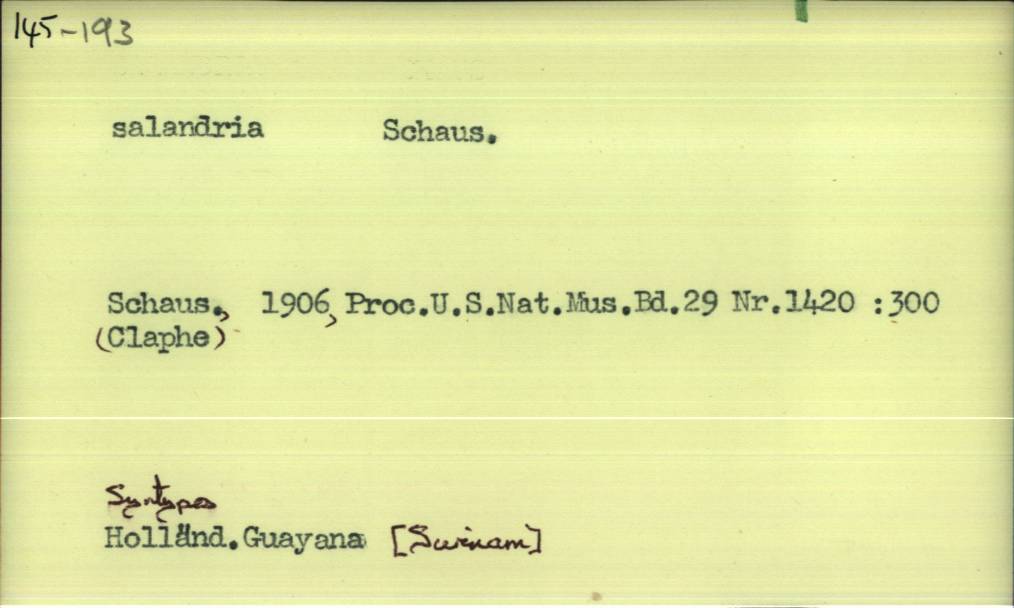 145-193
salandria Schaus.
Schaus., 1906, Proc.U.S.Nat.Mus.Bd.29 Nr.1420 :300
(Claphe)
Syntypes
Holländ.Guayana [Surinam]